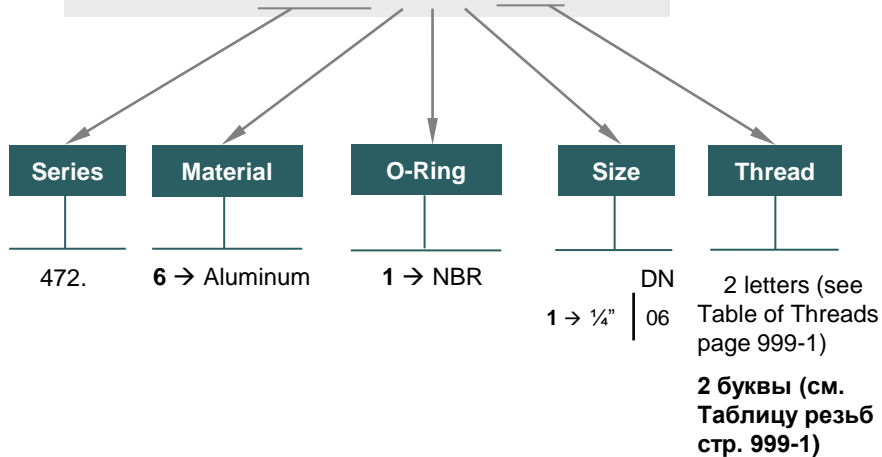 Series Material O-Ring Size Thread
472. 6 → Aluminum 1 → NBR DN 2 letters (see
1 → ¼” 06 Table of Threads
page 999-1)
2 буквы (см.
Таблицу резьб
стр. 999-1)